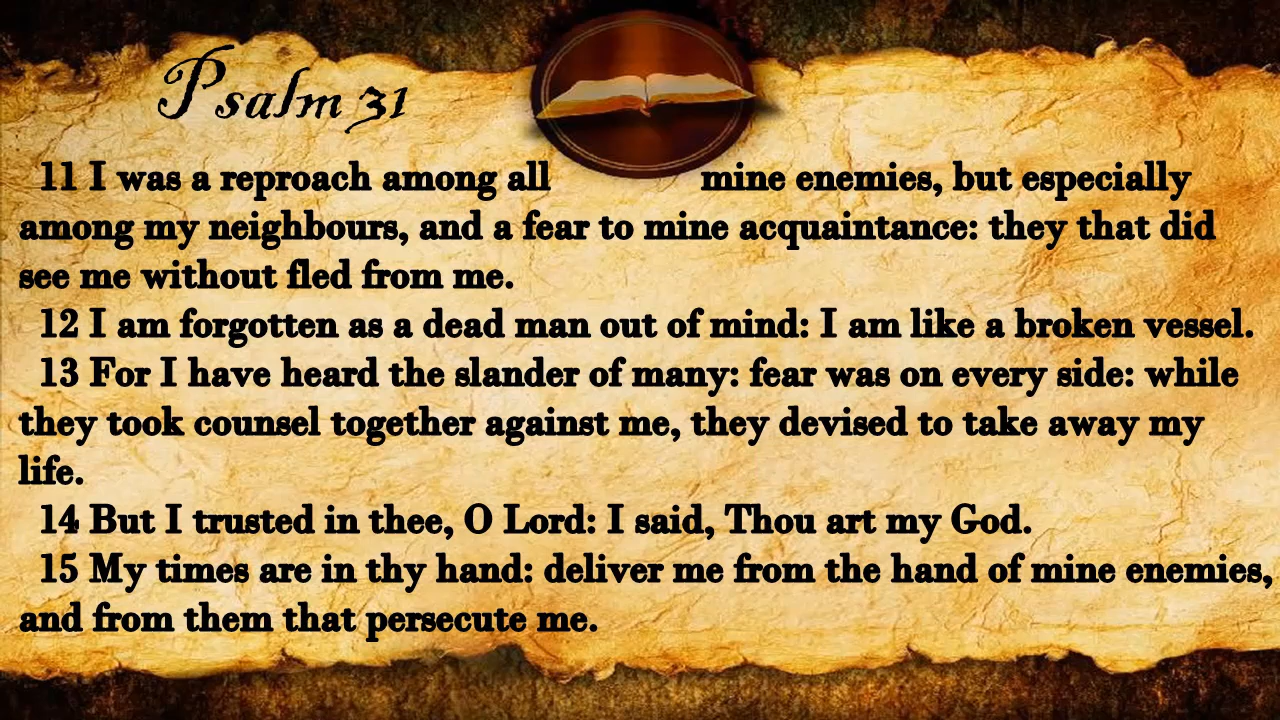 Psalm 31
11 I was a reproach among all mine enemies, but especially
among my neighbours, and a fear to mine acquaintance: they that did
see me without fled from me.
12 I am forgotten as a dead man out of mind: I am like a broken vessel.
13 For I have heard the slander of many: fear was on every side: while
they took counsel together against me, they devised to take away my
life.
14 But I trusted in thee, O Lord: I said, Thou art my God.
15 My times are in thy hand: deliver me from the hand of mine enemies,
and from them that persecute me.